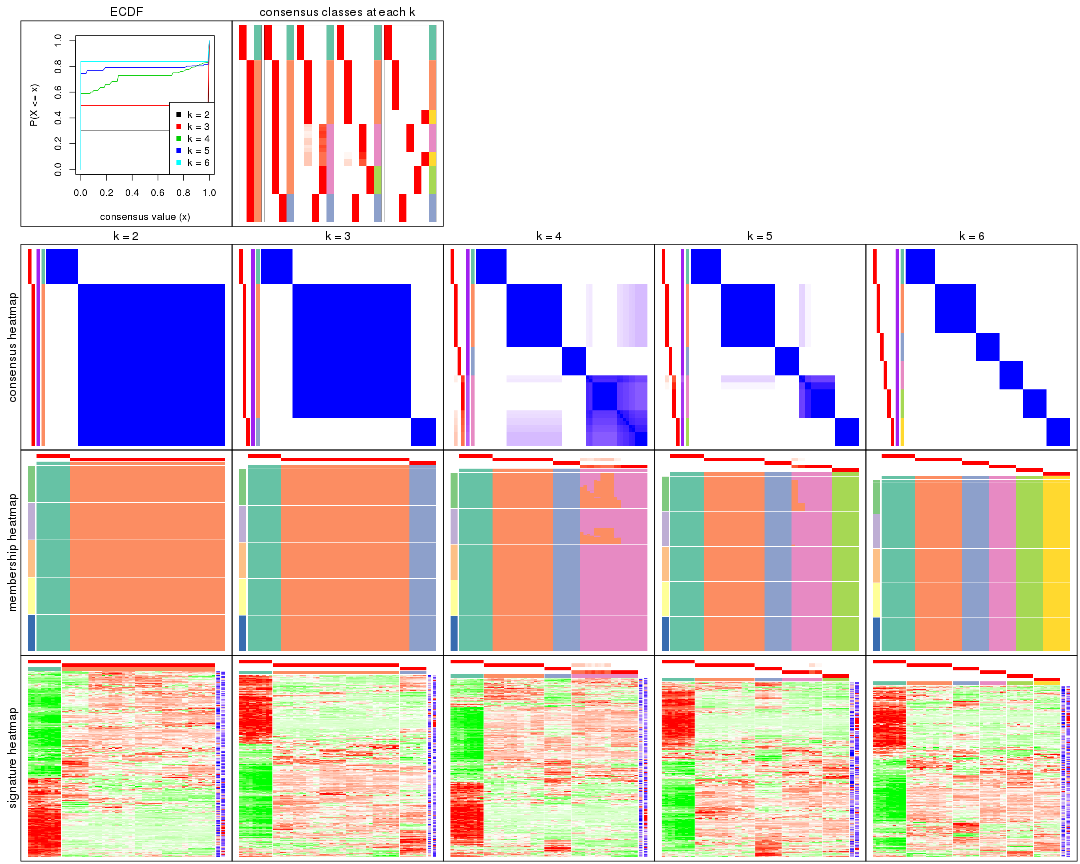 ECDF
consensus classes at each k
P(X <= x)
1.0
0.8
0.6
0.4
0.2
0.0
k = 2
k = 3
k = 4
k = 5
k = 6
0.0 0.2 0.4 0.6 0.8 1.0
consensus value (x)
k = 2
k = 3
k = 4
k = 5
k = 6
consensus heatmap
membership heatmap
signature heatmap